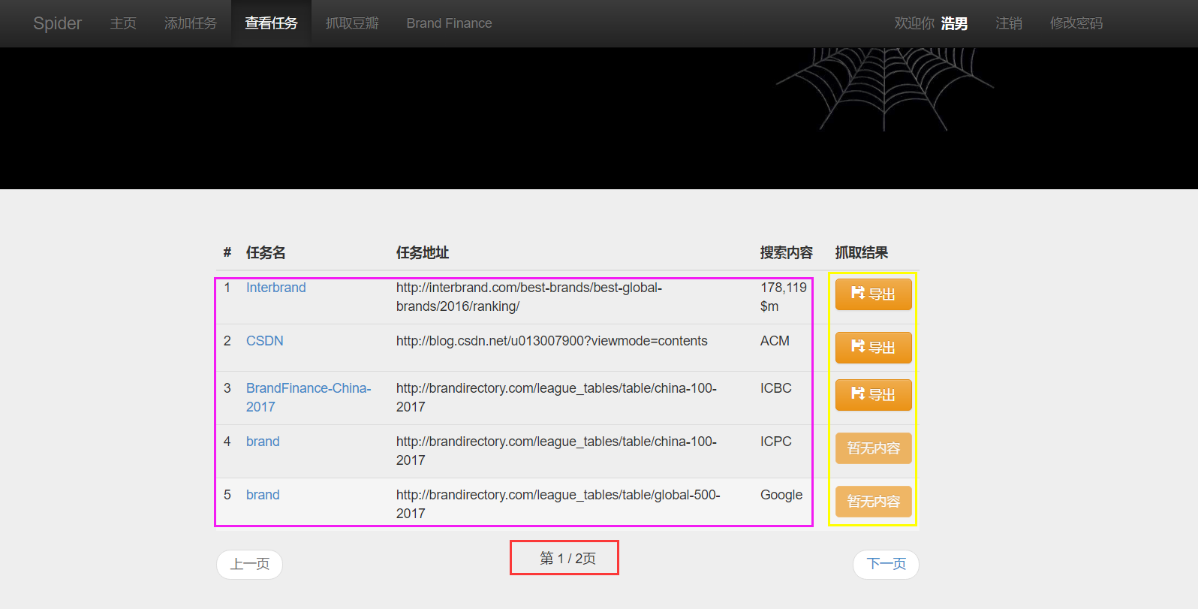 Spider 主页 添加任务 查看任务 抓取豆瓣 Brand Finance 欢迎你 浩男 注销 修改密码
# 任务名 任务地址 搜索内容 抓取结果
1 Interbrand http://interbrand.com/best-brands/best-global- 178,119 导出
brands/2016/ranking/ $m
2 CSDN http://blog.csdn.net/u013007900?viewmode=contents ACM 导出
3 BrandFinance-China- http://brandirectory.com/league_tables/table/china-100- ICBC 导出
2017 2017
4 brand http://brandirectory.com/league_tables/table/china-100- ICPC 暂无内容
2017
5 brand http://brandirectory.com/league_tables/table/global-500- Google 暂无内容
2017
上一页 第 1 / 2页 下一页